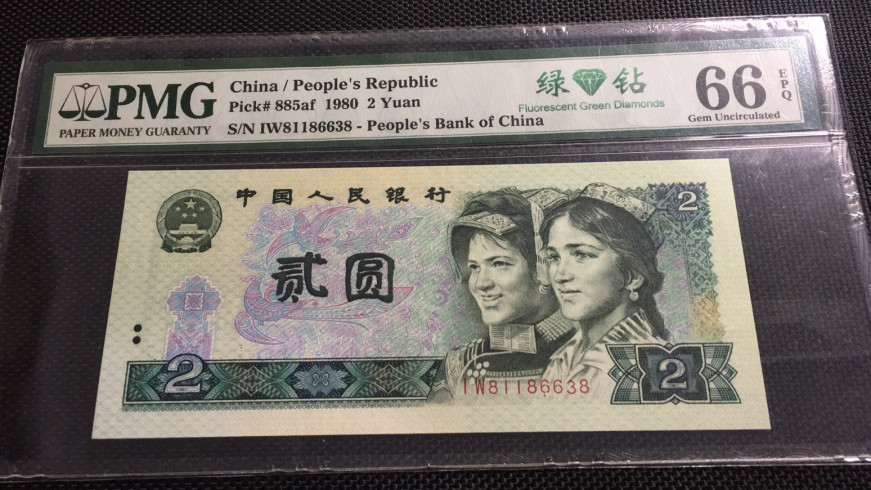 PMG
PAPER MONEY GUARANTY
China / People's Republic
Pick# 885af 1980 2 Yuan
S/N IW81186638 - People's Bank of China
绿 钻
Fluorescent Green Diamonds
66
EPQ
Gem Uncirculated
中国人民银行
2
贰圆
2
IW81186638
2